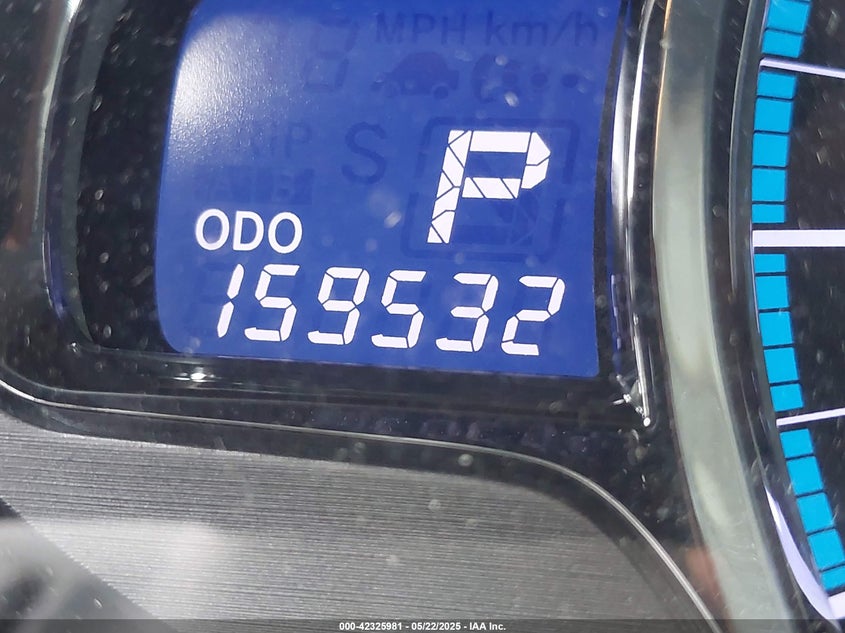 MPH km/h
S
P
ODO
159532
000-42325981 - 05/22/2025 - IAA Inc.